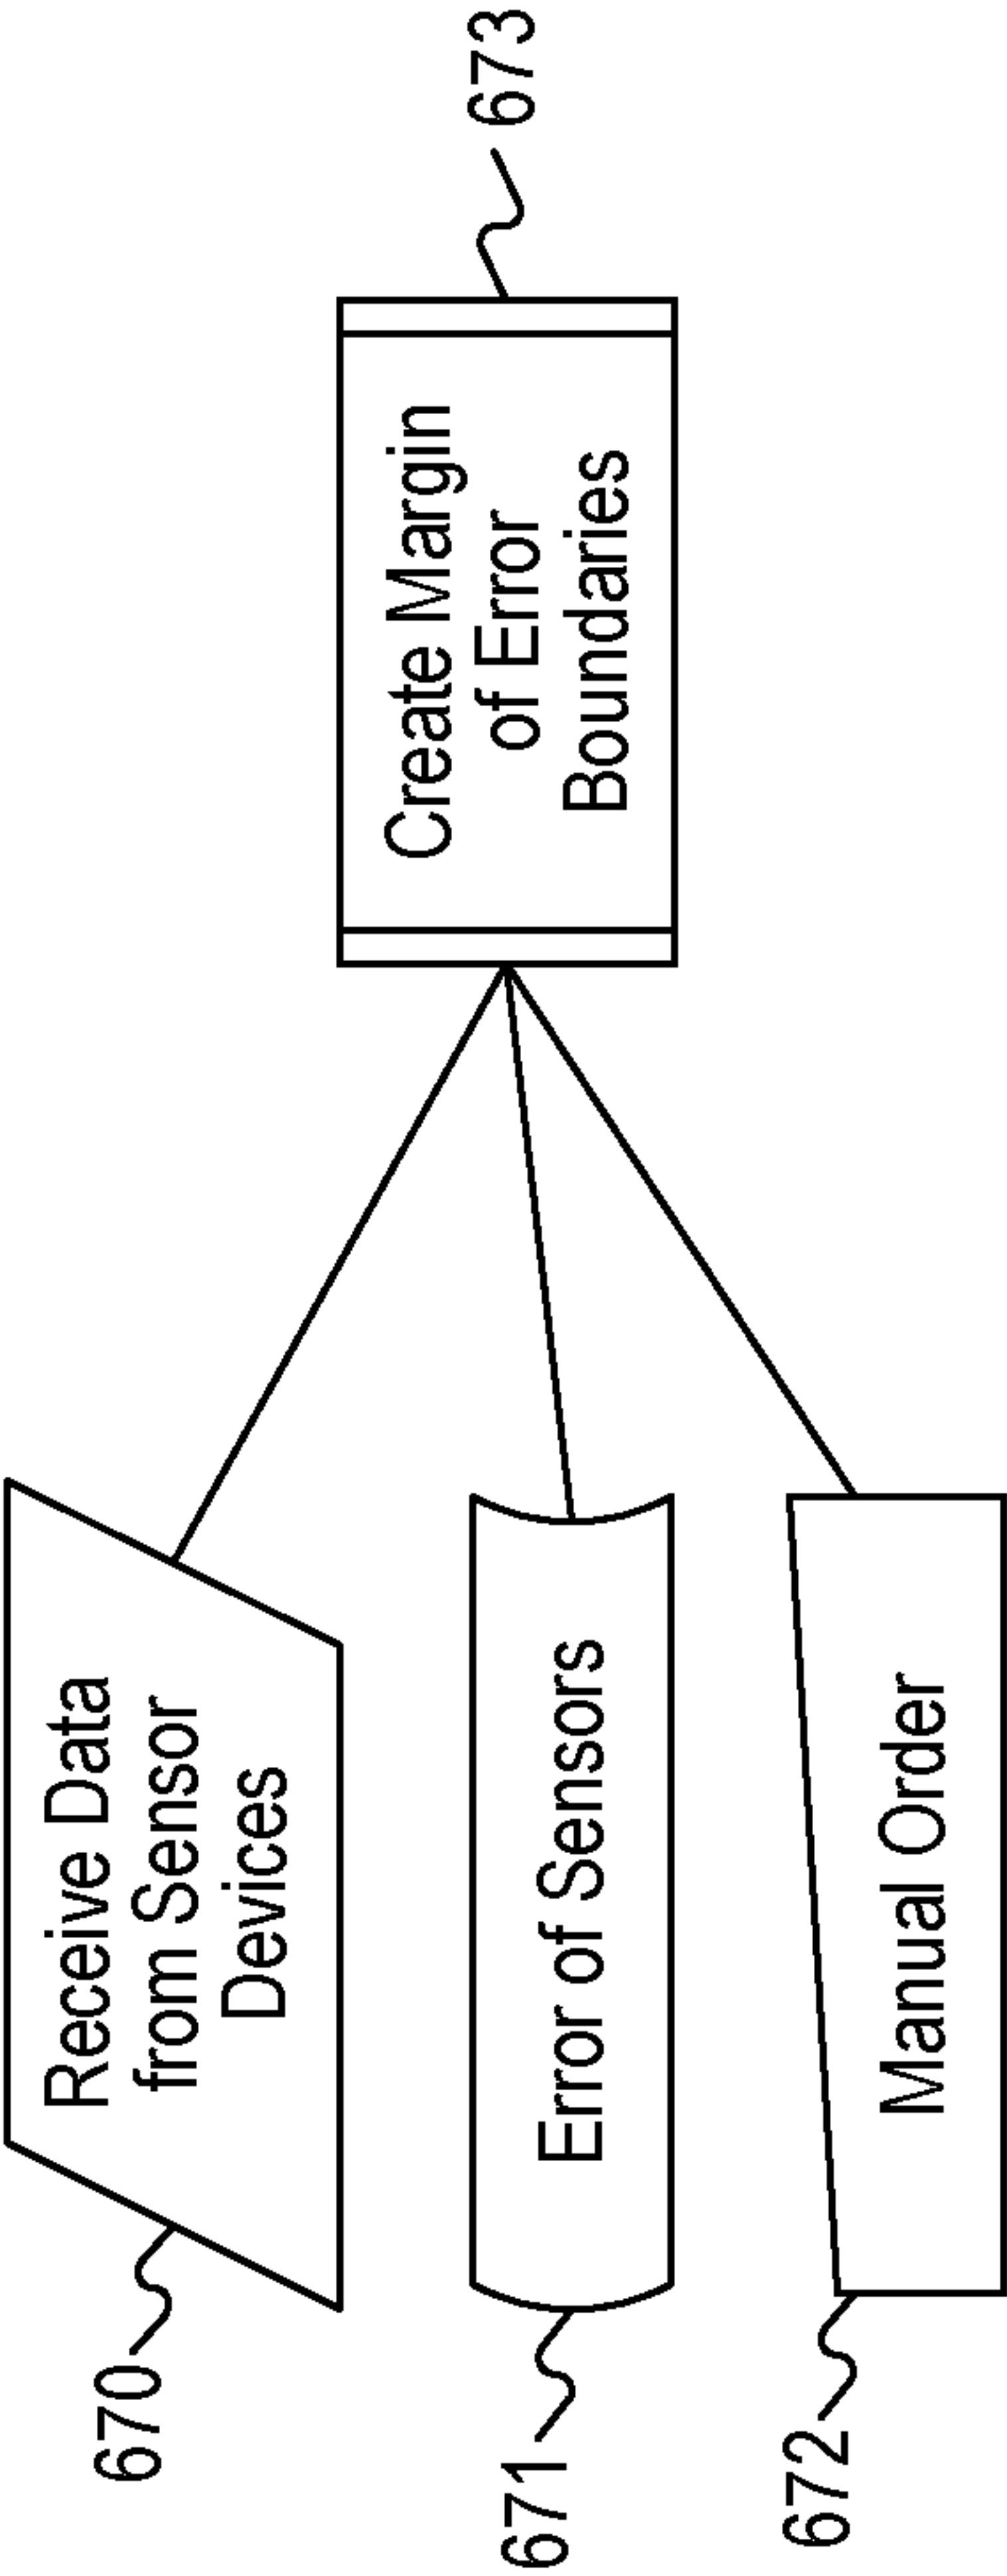 670
Receive Data
from Sensor
Devices
671
Error of Sensors
672
Manual Order
Create Margin
of Error
Boundaries
673